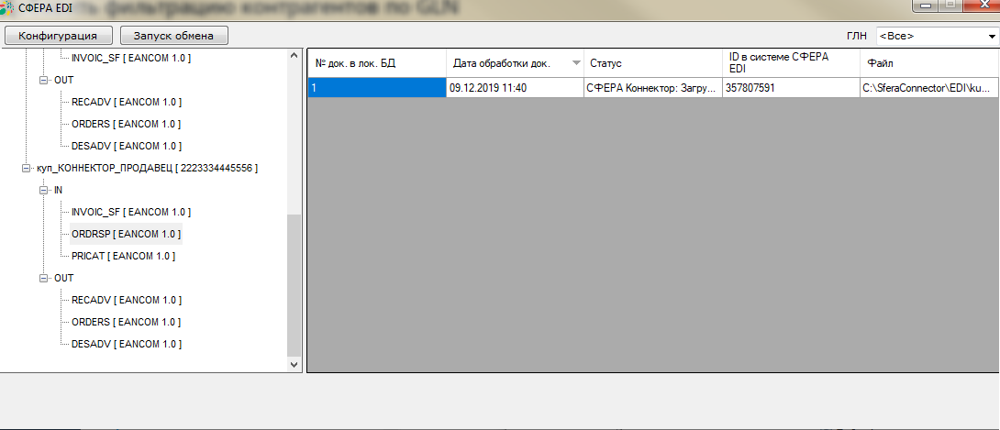 ть фильтрацию контрагентов по GLN
СФЕРА EDI
Конфигурация Запуск обмена ГЛН <Все>
INVOIC_SF [ EANCOM 1.0 ]
OUT
RECADV [ EANCOM 1.0 ]
ORDERS [ EANCOM 1.0 ]
DESADV [ EANCOM 1.0 ]
куп_КОННЕКТОР_ПРОДАВЕЦ [ 2223334445556 ]
IN
INVOIC_SF [ EANCOM 1.0 ]
ORDRSP [ EANCOM 1.0 ]
PRICAT [ EANCOM 1.0 ]
OUT
RECADV [ EANCOM 1.0 ]
ORDERS [ EANCOM 1.0 ]
DESADV [ EANCOM 1.0 ]
№ док. в лок. БД Дата обработки док. Статус ID в системе СФЕРА
EDI Файл
1 09.12.2019 11:40 СФЕРА Коннектор: Загру... 357807591 C:\SferaConnector\EDI\ku...